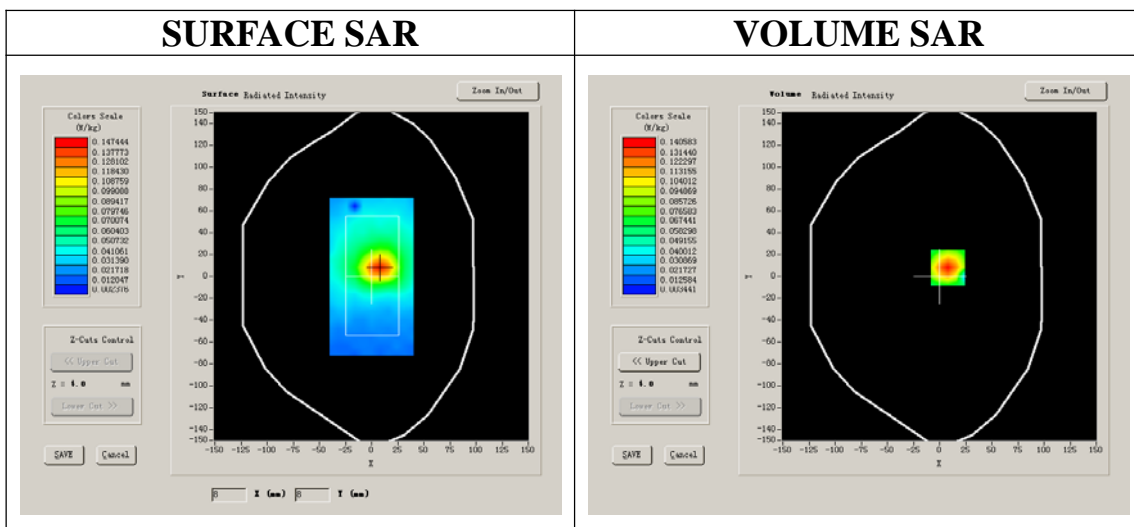 SURFACE SAR
VOLUME SAR
Surface Radiated Intensity
Zoom In/Out
Colors Scale
(W/kg)
0.147444
0.137773
0.128102
0.118430
0.108759
0.099088
0.089417
0.079746
0.070074
0.060403
0.050732
0.041061
0.031390
0.021718
0.012047
0.002376
150
140
120
100
80
60
40
20
0
-20
-40
-60
-80
-100
-120
-140
-150
Y
-150 -125 -100 -75 -50 -25 0 25 50 75 100 125 150
X
Z-Cuts Control
<< Upper Cut
Z = 4.0 mm
Lower Cut >>
SAVE Cancel
8 X (mm) 8 Y (mm)
Volume Radiated Intensity
Zoom In/Out
Colors Scale
(W/kg)
0.140583
0.131440
0.122297
0.113155
0.104012
0.094869
0.085726
0.076583
0.067441
0.058298
0.049155
0.040012
0.030869
0.021727
0.012584
0.003441
150
140
120
100
80
60
40
20
0
-20
-40
-60
-80
-100
-120
-140
-150
Y
-150 -125 -100 -75 -50 -25 0 25 50 75 100 125 150
X
Z-Cuts Control
<< Upper Cut
Z = 4.0 mm
Lower Cut >>
SAVE Cancel